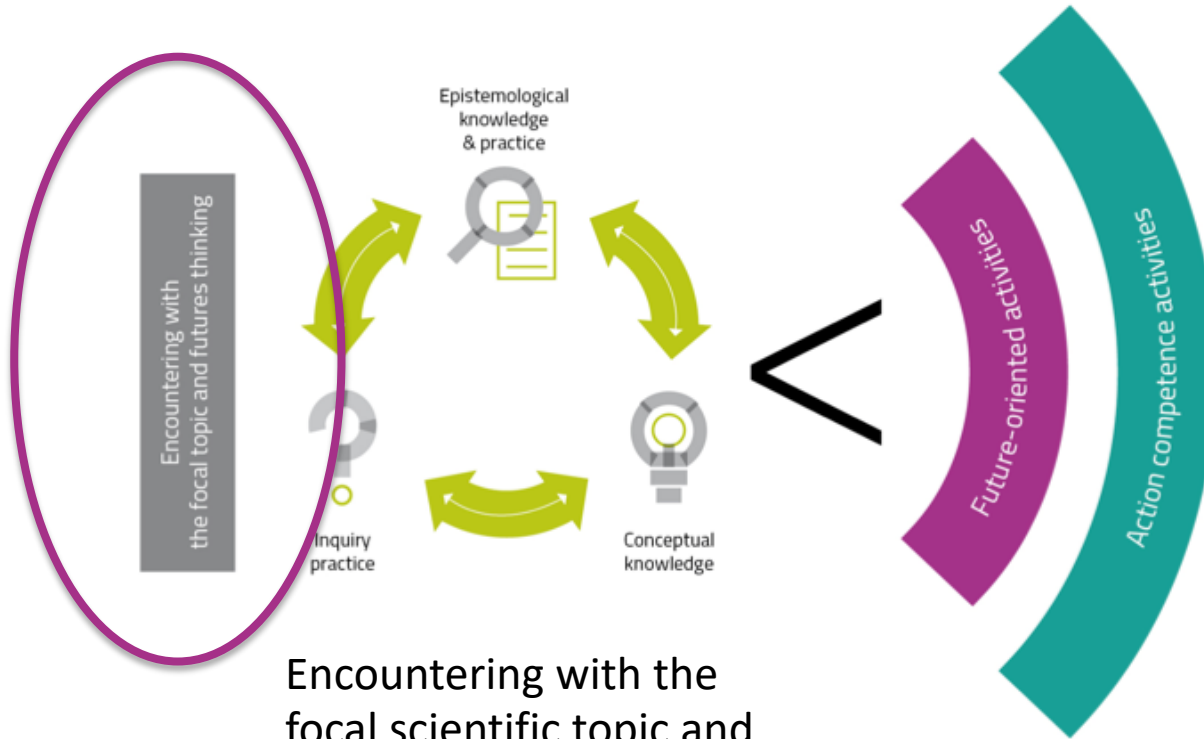 Encountering with
the focal topic and futures thinking
Epistemological
knowledge
& practice
Inquiry
practice
Conceptual
knowledge
Future-oriented activities
Action competence activities
Encountering with the
focal scientific topic and